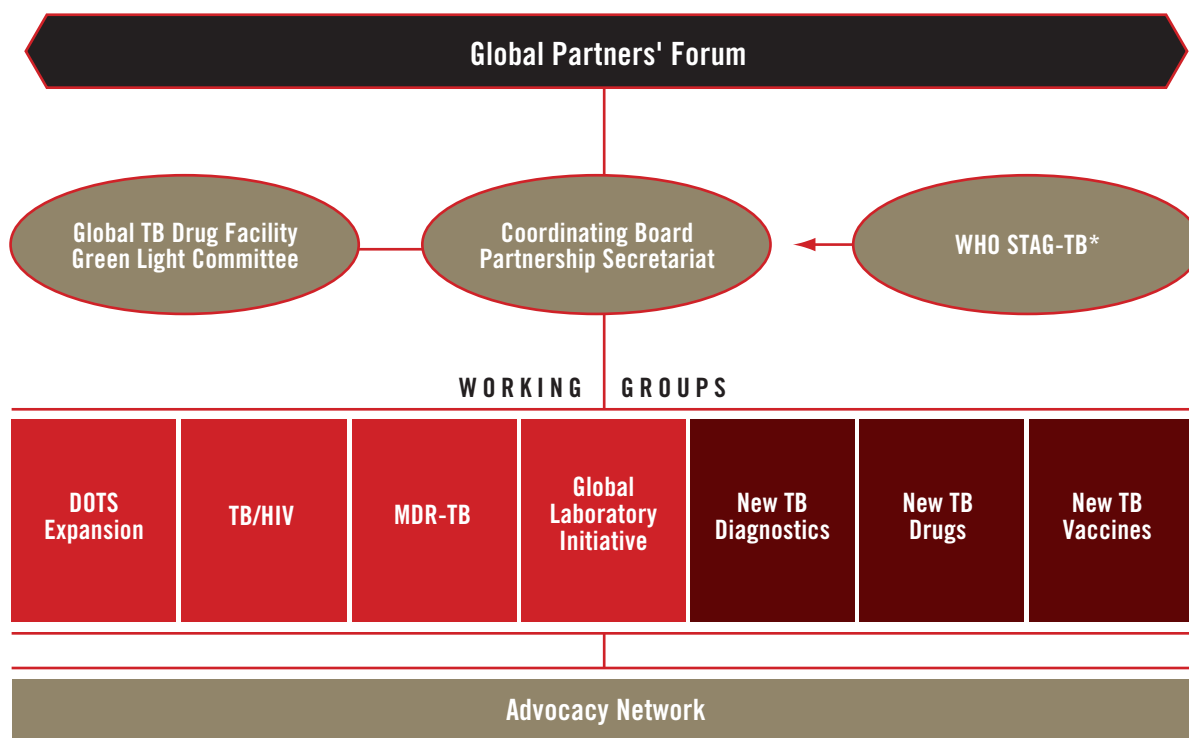 Global Partners' Forum
Global TB Drug Facility
Green Light Committee
Coordinating Board
Partnership Secretariat
WHO STAG-TB*
WORKING GROUPS
DOTS
Expansion
TB/HIV
MDR-TB
Global
Laboratory
Initiative
New TB
Diagnostics
New TB
Drugs
New TB
Vaccines
Advocacy Network